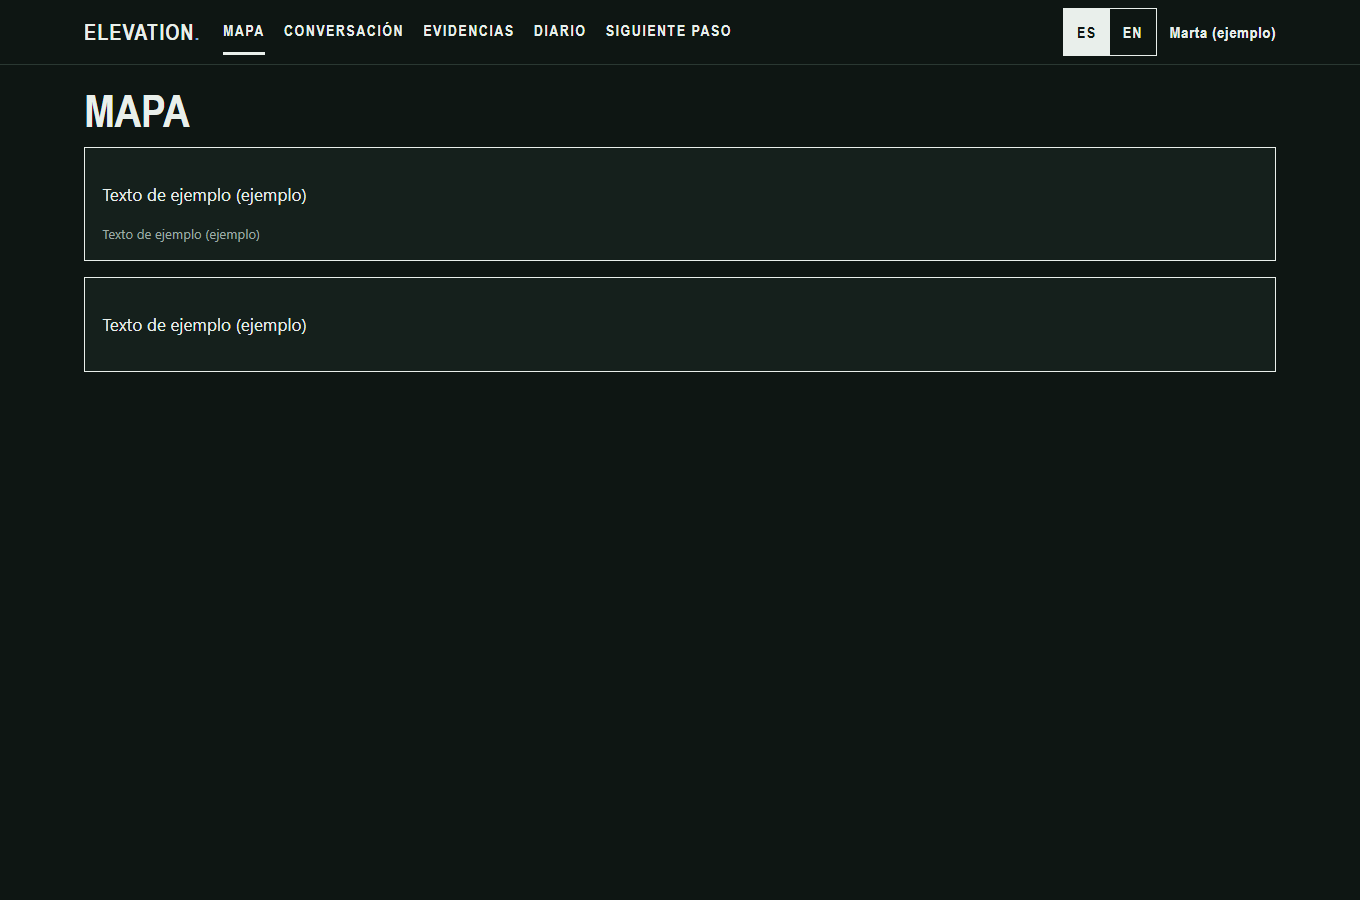 ELEVATION.
MAPA
CONVERSACIÓN
EVIDENCIAS
DIARIO
SIGUIENTE PASO
ES
EN
Marta (ejemplo)
MAPA
Texto de ejemplo (ejemplo)
Texto de ejemplo (ejemplo)
Texto de ejemplo (ejemplo)